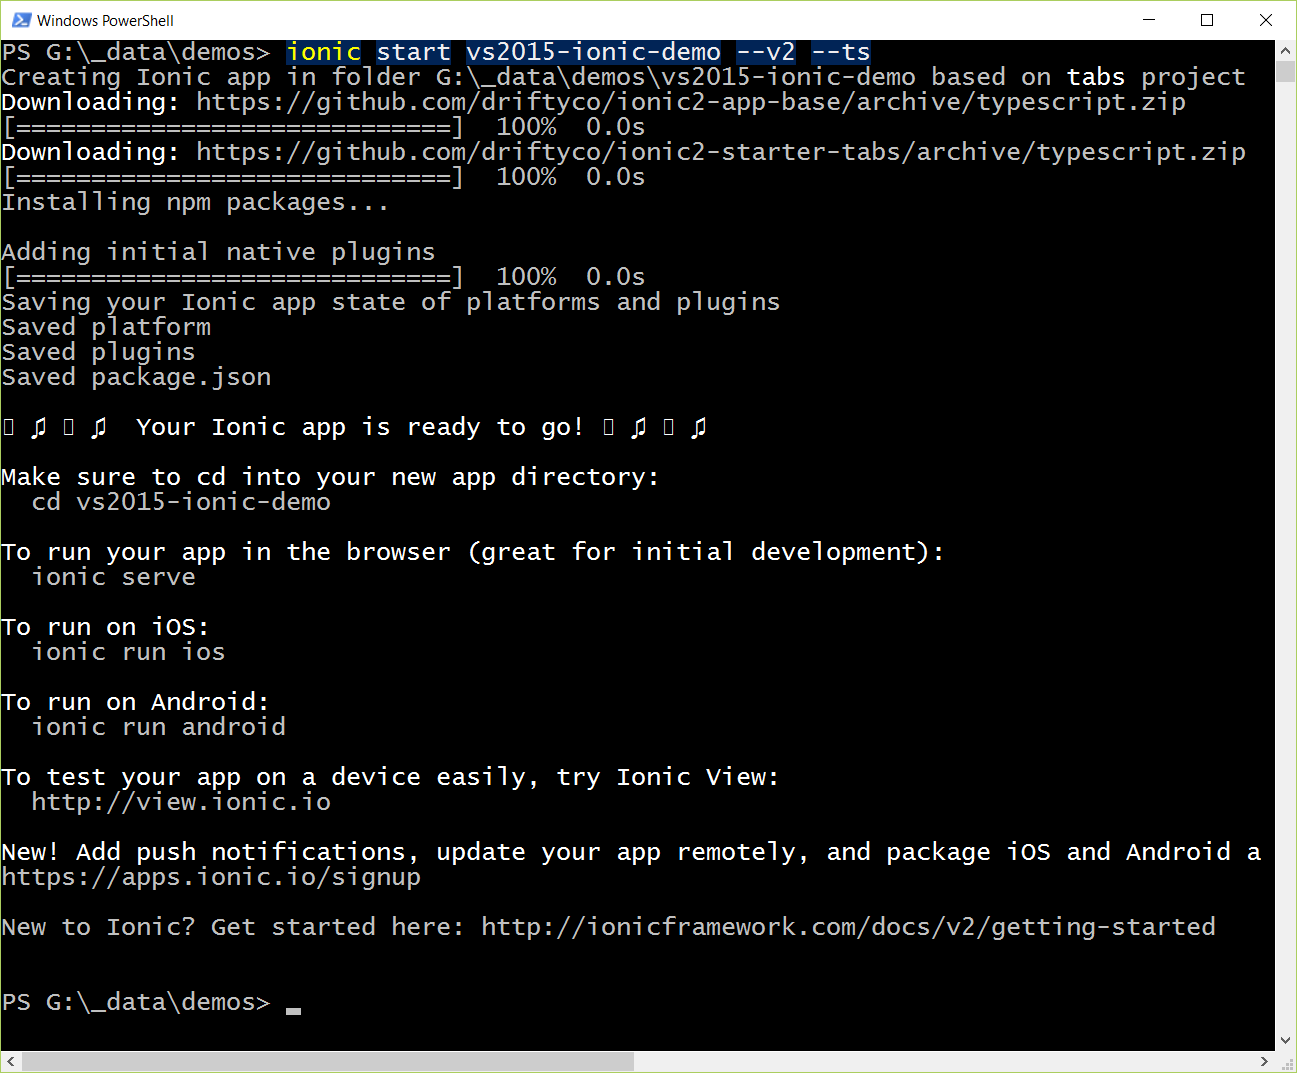 Windows PowerShell
PS G:\_data\demos> ionic start vs2015-ionic-demo --v2 --ts
Creating Ionic app in folder G:\_data\demos\vs2015-ionic-demo based on tabs project
Downloading: https://github.com/driftyco/ionic2-app-base/archive/typescript.zip
[=============================]  100%  0.0s
Downloading: https://github.com/driftyco/ionic2-starter-tabs/archive/typescript.zip
[=============================]  100%  0.0s
Installing npm packages...
Adding initial native plugins
[=============================]  100%  0.0s
Saving your Ionic app state of platforms and plugins
Saved platform
Saved plugins
Saved package.json
▯ ♫ ▯ ♫  Your Ionic app is ready to go! ▯ ♫ ▯ ♫
Make sure to cd into your new app directory:
cd vs2015-ionic-demo
To run your app in the browser (great for initial development):
ionic serve
To run on iOS:
ionic run ios
To run on Android:
ionic run android
To test your app on a device easily, try Ionic View:
http://view.ionic.io
New! Add push notifications, update your app remotely, and package iOS and Android a
https://apps.ionic.io/signup
New to Ionic? Get started here: http://ionicframework.com/docs/v2/getting-started
PS G:\_data\demos> _